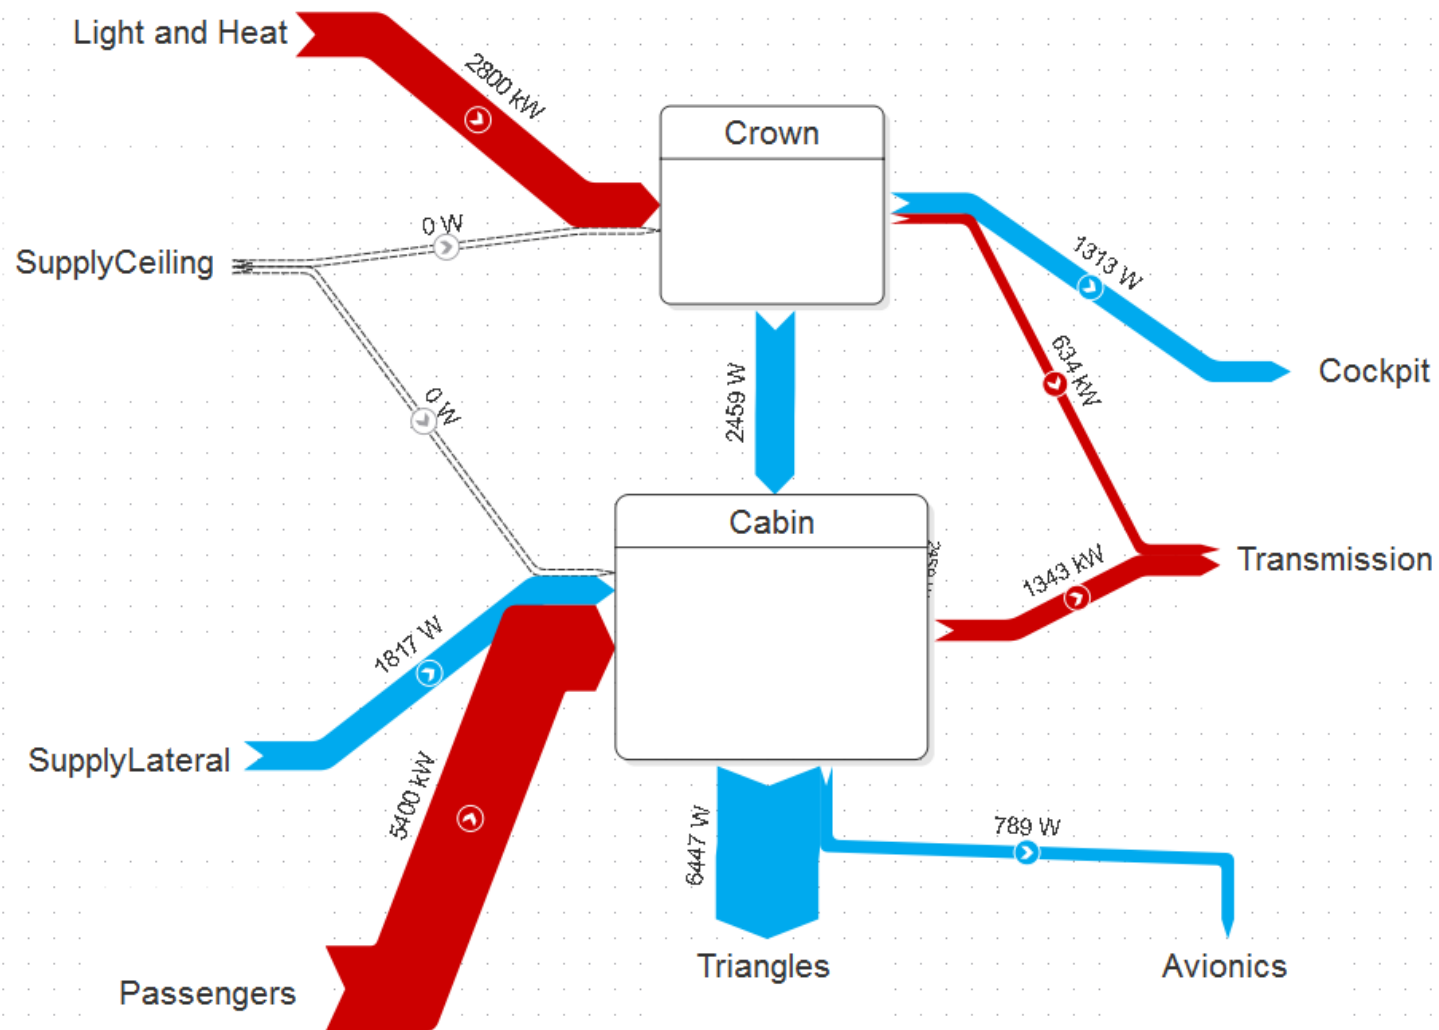 Light and Heat
2800 kW
Crown
0 W
SupplyCeiling
1313 W
634 kW
Cockpit
2459 W
0 W
Cabin
1343 kW
Transmission
1817 W
SupplyLateral
5400 kW
6447 W
789 W
Passengers
Triangles
Avionics